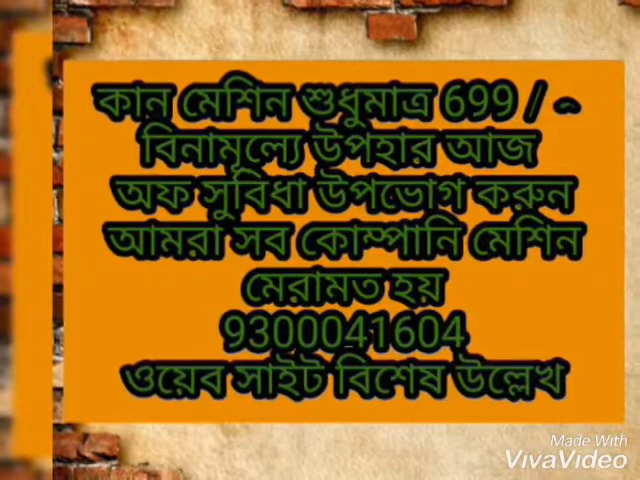 কান মেশিন শুধুমাত্র 699 / -
বিনামূল্যে উপহার আজ
অফ সুবিধা উপভোগ করুন
আমরা সব কোম্পানি মেশিন
মেরামত হয়
9300041604
ওয়েব সাইট বিশেষ উল্লেখ
Made With
VivaVideo